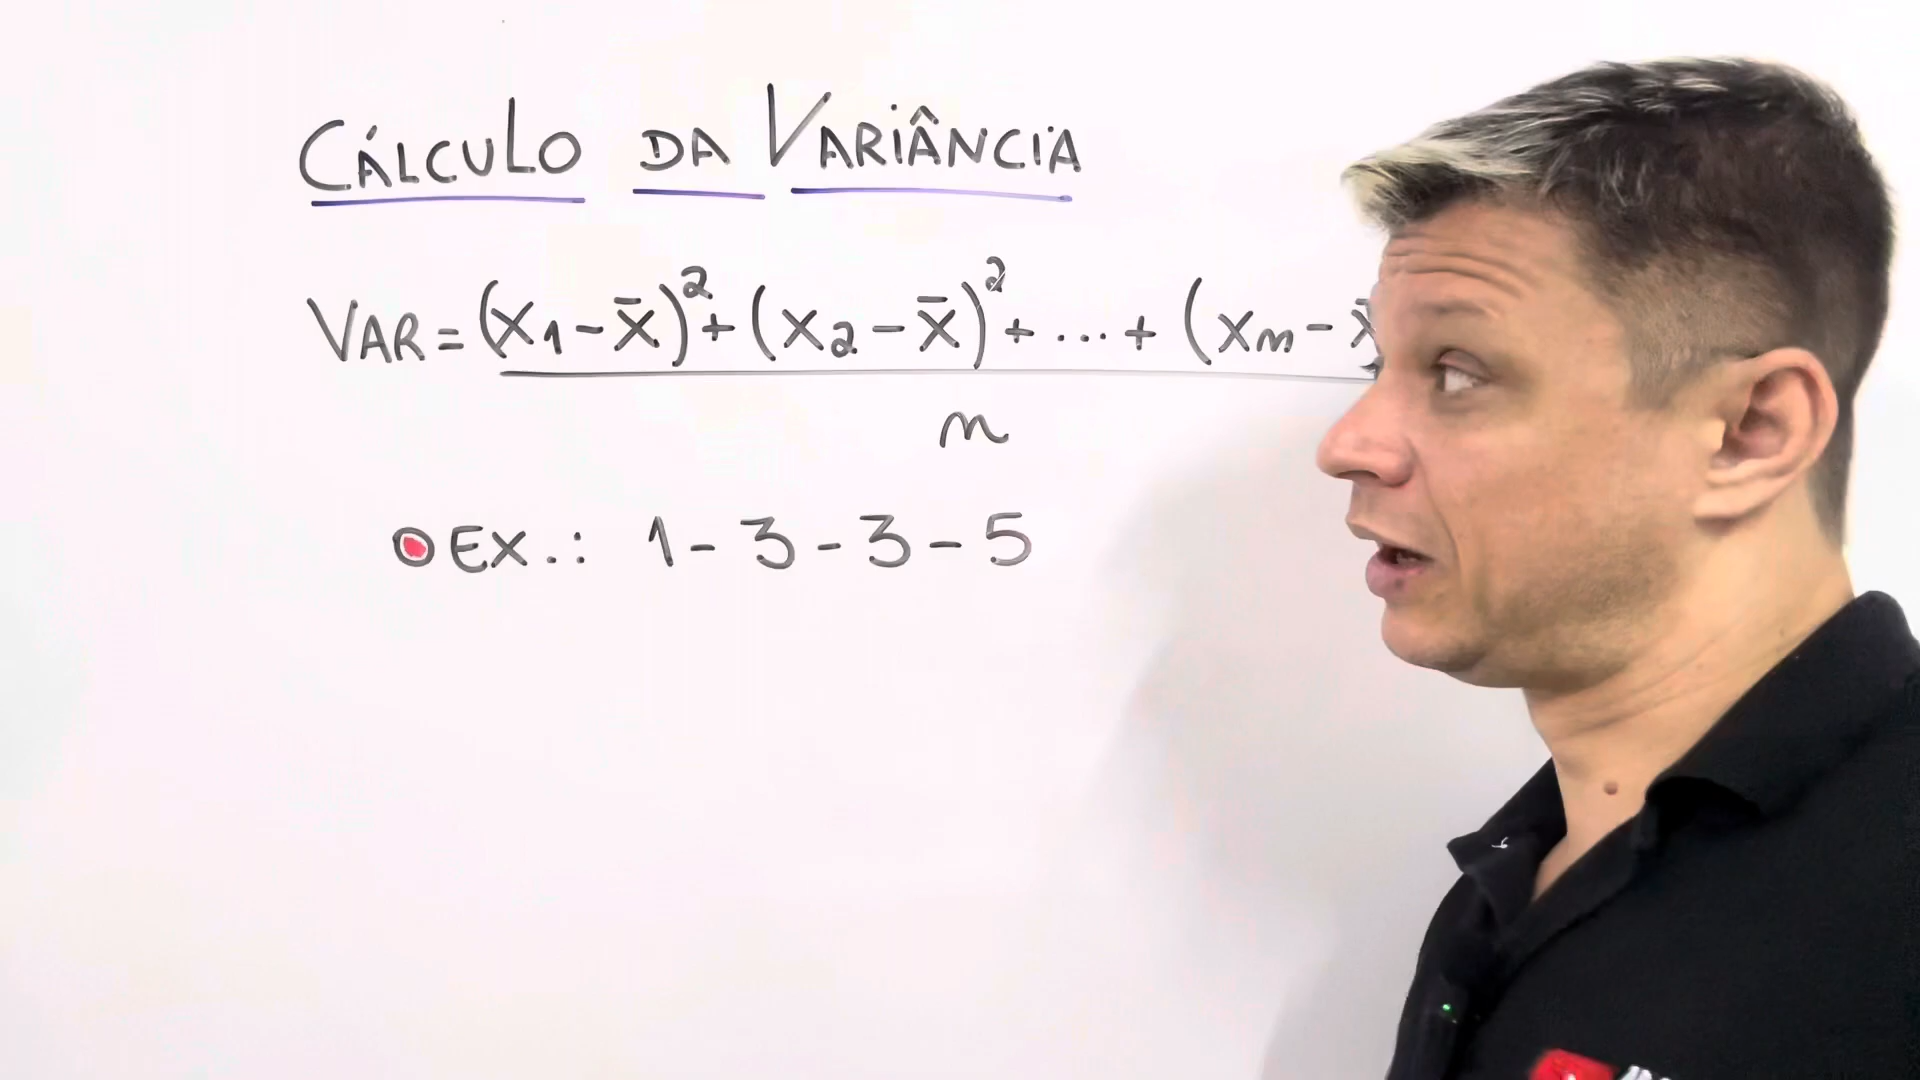 CÁLCULO DA VARIÂNCIA
VAR = (x₁ - x̄)² + (x₂ - x̄)² + ... + (xₙ - x̄
n
EX.: 1 - 3 - 3 - 5